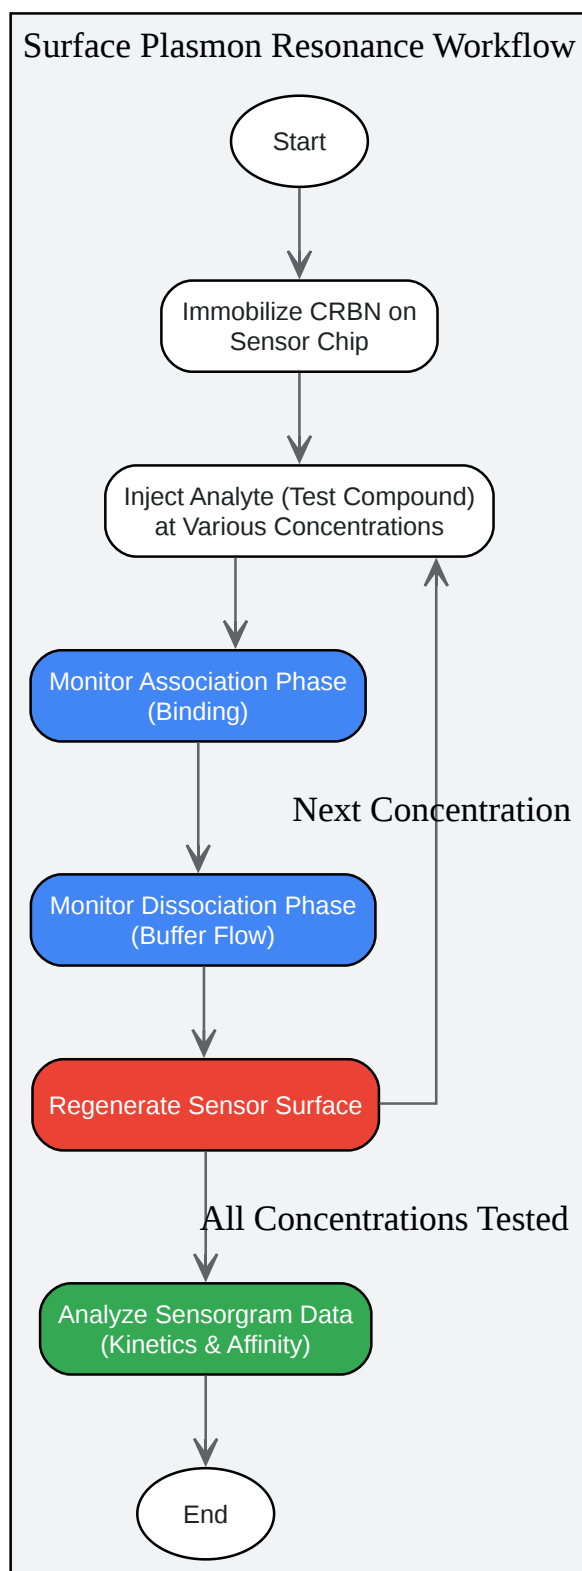 Surface Plasmon Resonance Workflow
Start
Immobilize CRBN on
Sensor Chip
Inject Analyte (Test Compound)
at Various Concentrations
Monitor Association Phase
(Binding)
Next Concentration
Monitor Dissociation Phase
(Buffer Flow)
Regenerate Sensor Surface
All Concentrations Tested
Analyze Sensorgram Data
(Kinetics & Affinity)
End